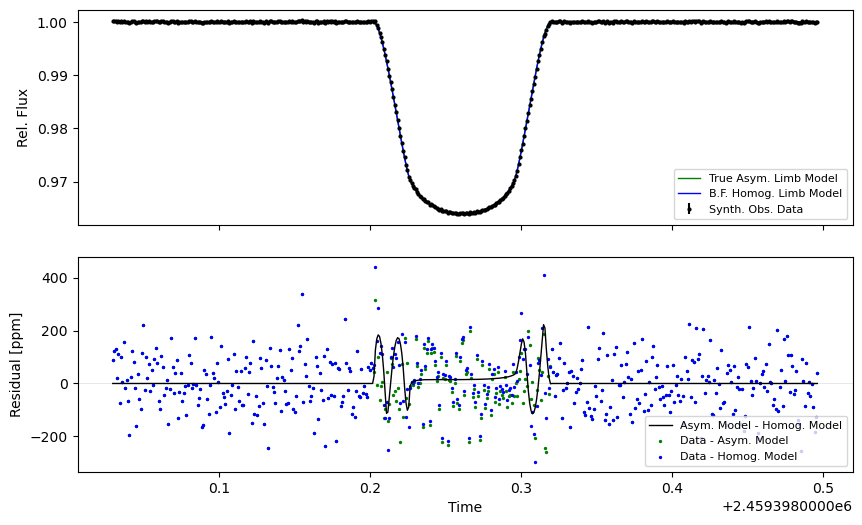 1.00
0.99
0.98
0.97
Rel. Flux
True Asym. Limb Model
B.F. Homog. Limb Model
Synth. Obs. Data
400
200
0
−200
Residual [ppm]
Asym. Model - Homog. Model
Data - Asym. Model
Data - Homog. Model
0.1
0.2
0.3
0.4
0.5
Time
+2.4593980000e6